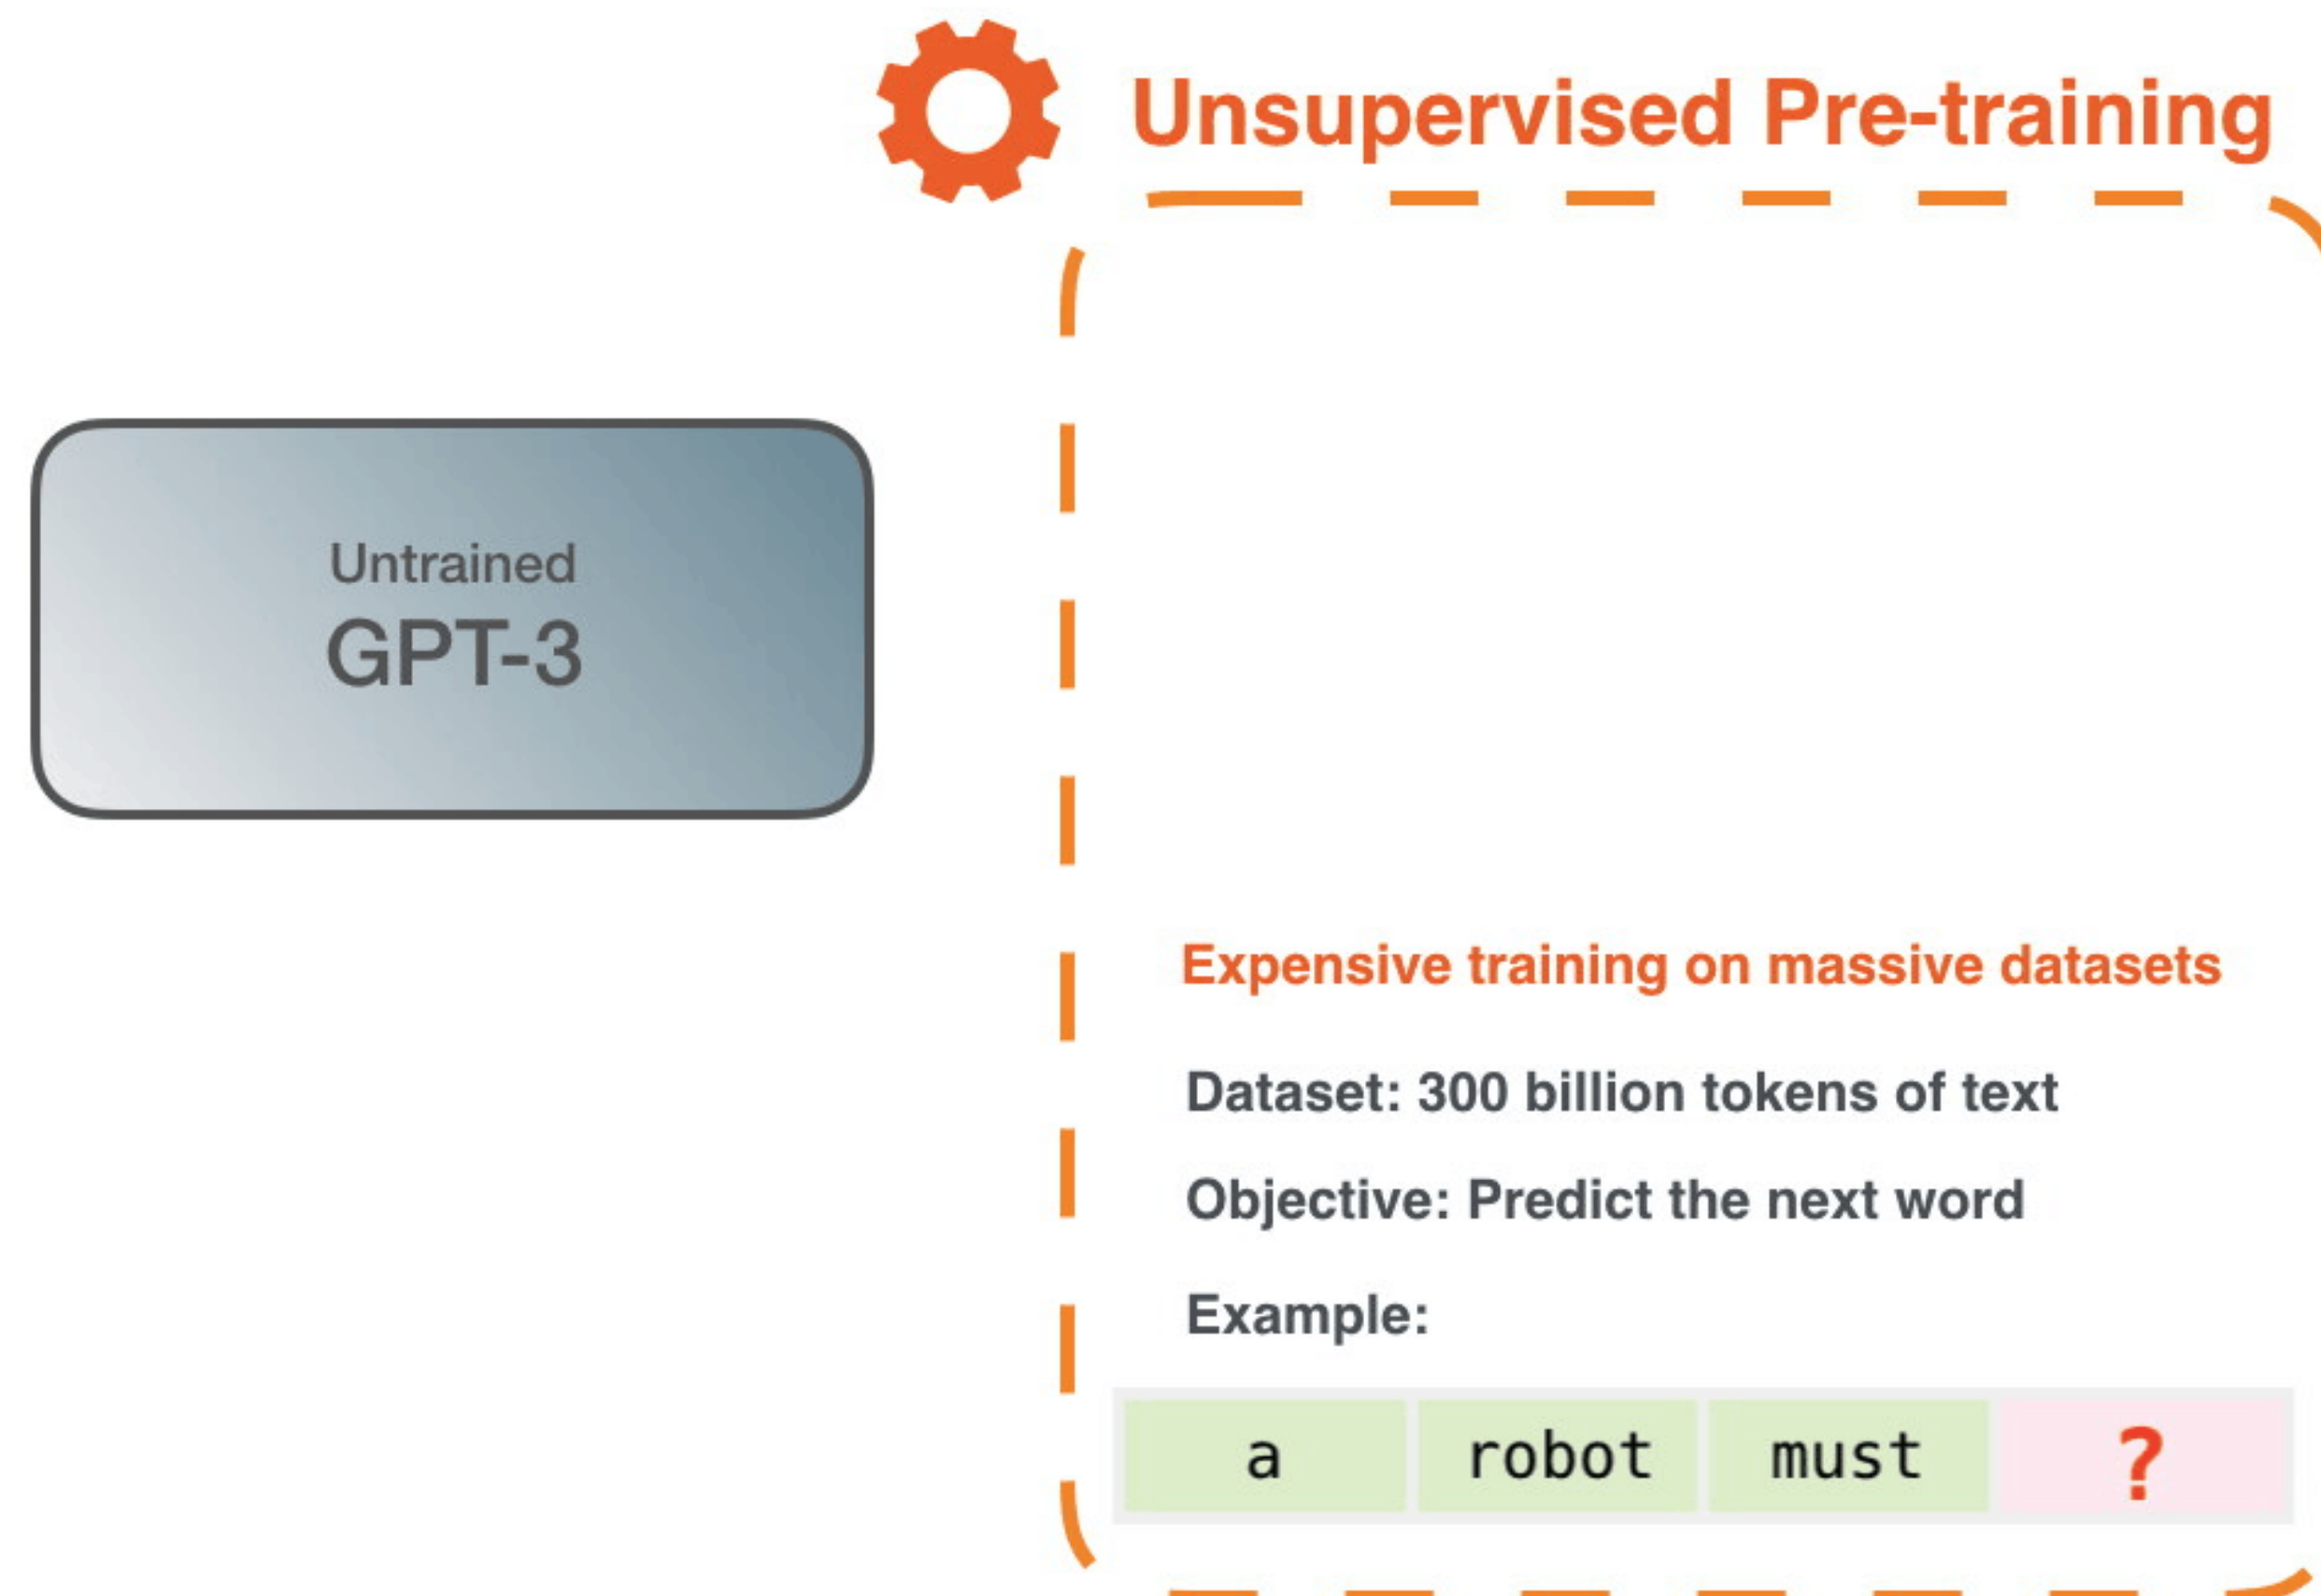 Unsupervised Pre-training
Untrained
GPT-3
Expensive training on massive datasets
Dataset: 300 billion tokens of text
Objective: Predict the next word
Example:
a robot must ?